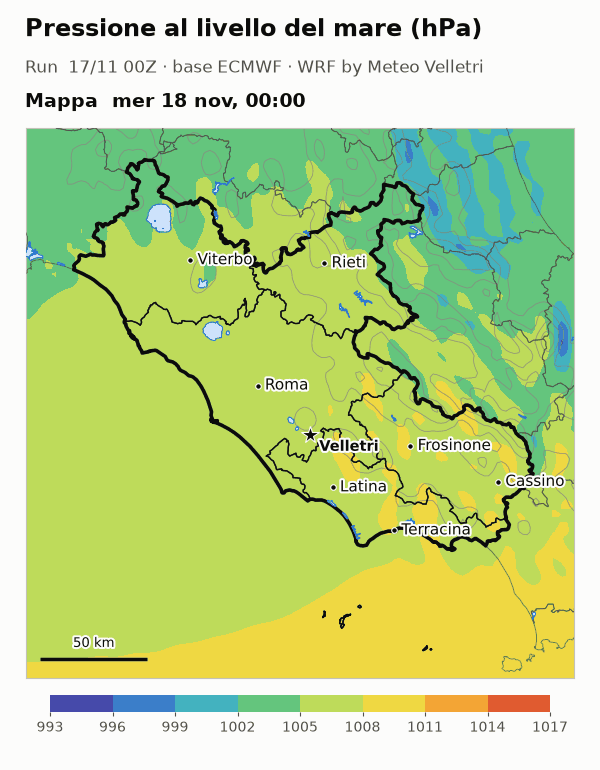 Pressione al livello del mare (hPa)
Run 17/11 00Z · base ECMWF · WRF by Meteo Velletri
Mappa mer 18 nov, 00:00
Viterbo
Rieti
Roma
Velletri
Frosinone
Latina
Cassino
Terracina
50 km
993 996 999 1002 1005 1008 1011 1014 1017